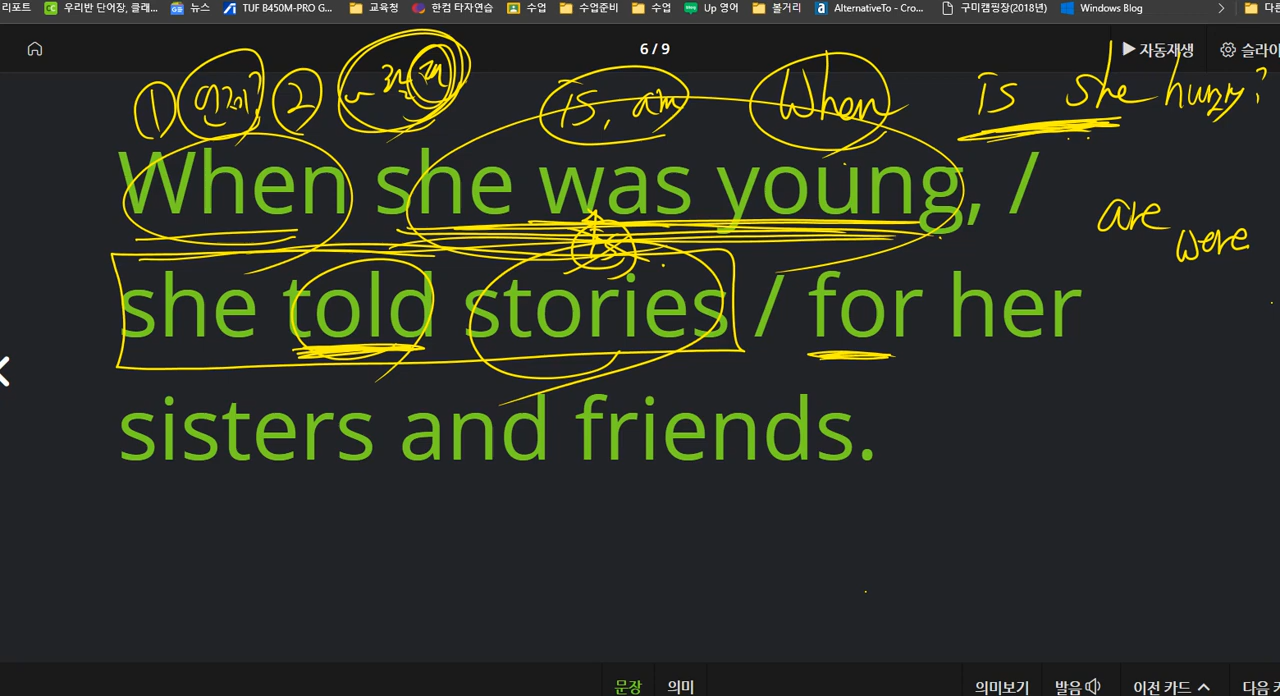 리포트 우리반 단어장, 클래... 뉴스 TUF B450M-PRO G... 교육청 한컴 타자연습 수업 수업준비 수업 Up 영어 볼거리 AlternativeTo - Cro... 구미캠핑장(2018년) Windows Blog 다른
6 / 9 ▶ 자동재생 슬라이
① 언제? ② ~할 때 is, am When is she hungry?
When she was young, /
are were
is
she told stories / for her
sisters and friends.
문장 의미 의미보기 발음 이전 카드 다음 카